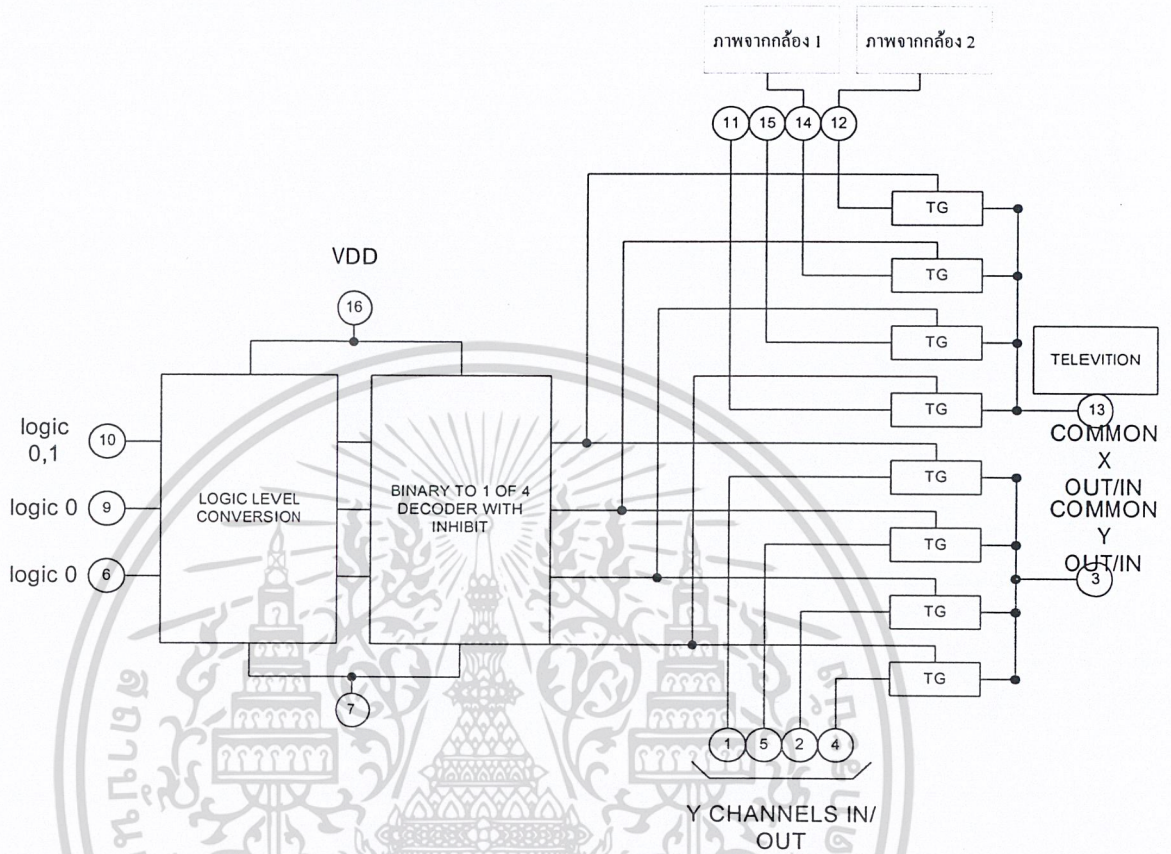 ภาพจากกล้อง 1
ภาพจากกล้อง 2
11
15
14
12
TG
TG
TG
TG
VDD
16
TELEVITION
13
COMMON
X
OUT/IN
COMMON
Y
OUT/IN
3
logic
0,1
10
logic 0
9
logic 0
6
LOGIC LEVEL
CONVERSION
BINARY TO 1 OF 4
DECODER WITH
INHIBIT
TG
TG
TG
TG
7
1
5
2
4
Y CHANNELS IN/
OUT